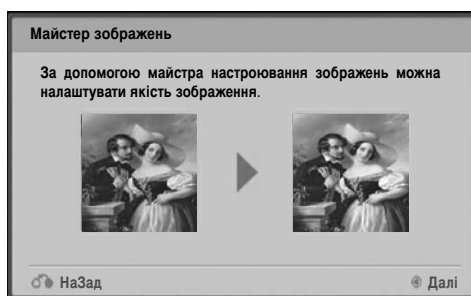 Майстер зображень
За допомогою майстра настроювання зображень можна
налаштувати якість зображення.
НаЗад
Далі